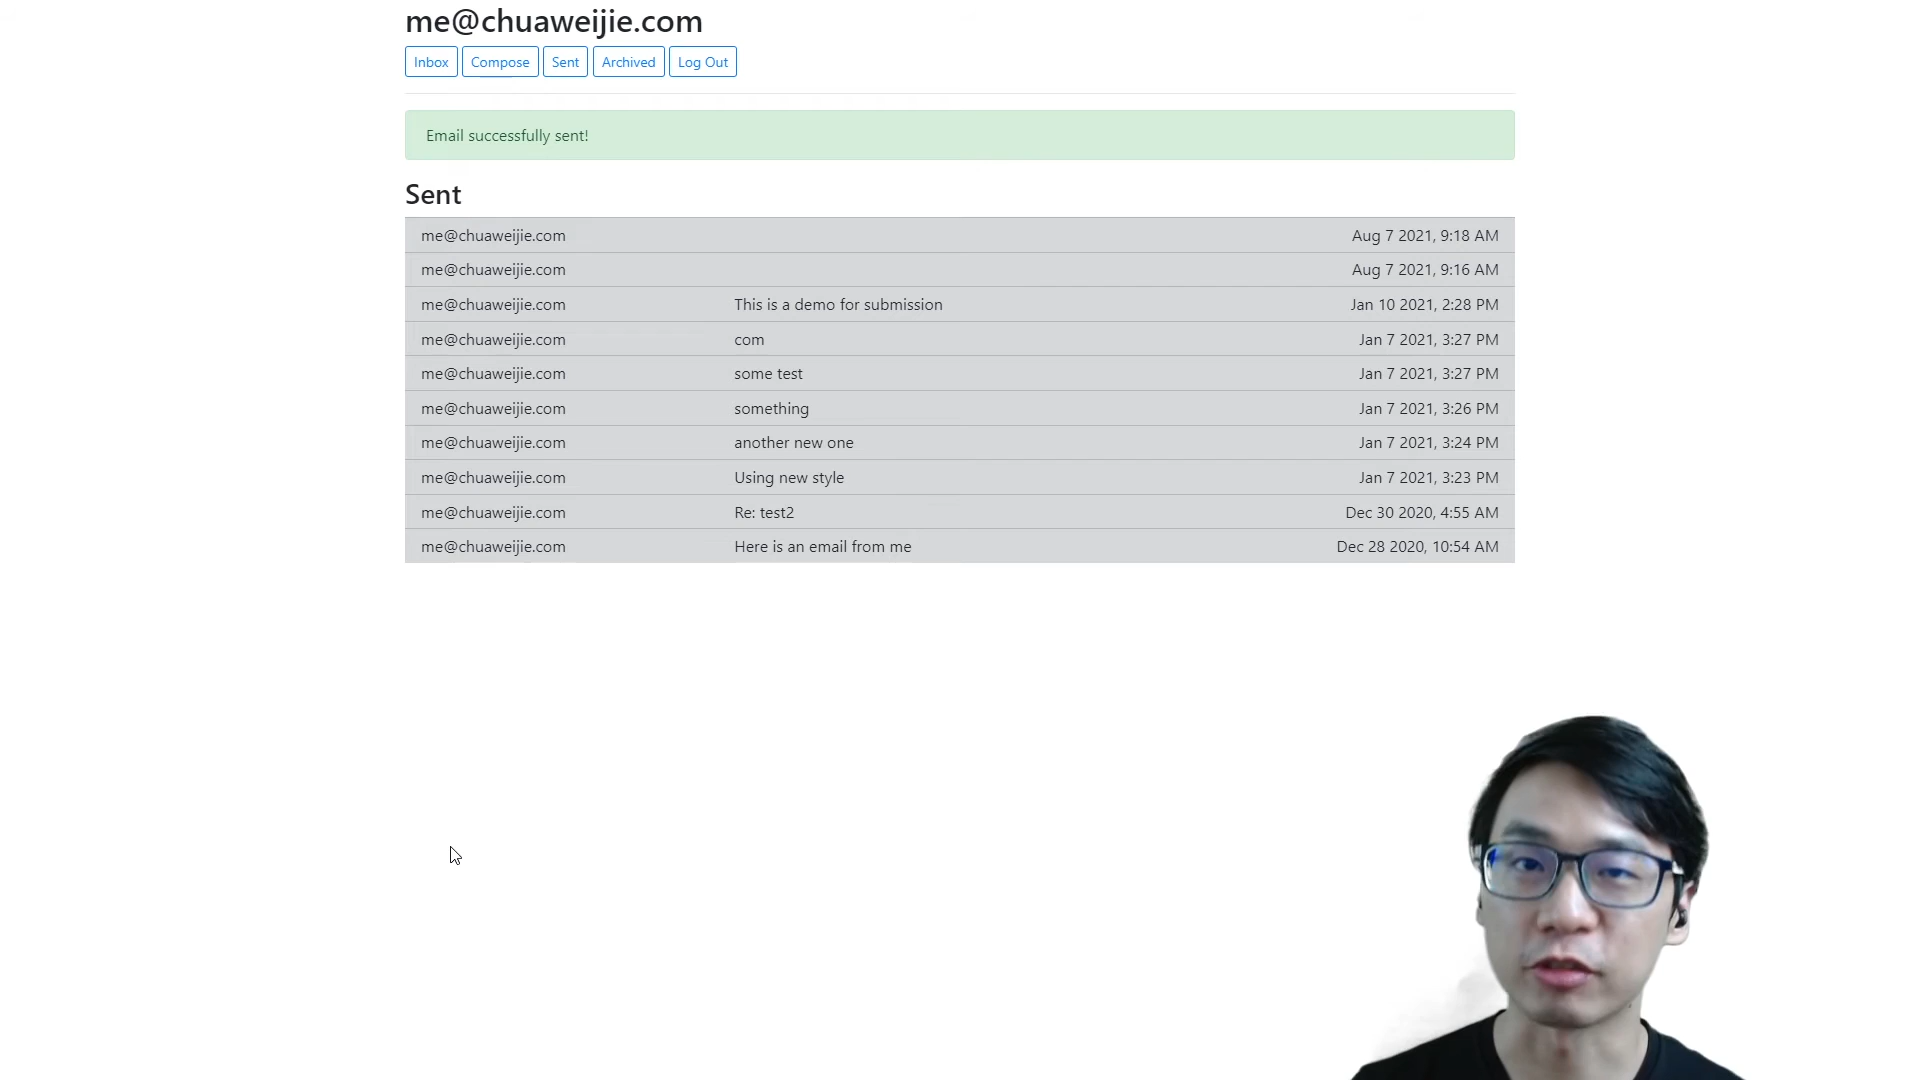 me@chuaweijie.com
Inbox Compose Sent Archived Log Out
Email successfully sent!
Sent
me@chuaweijie.com Aug 7 2021, 9:18 AM
me@chuaweijie.com Aug 7 2021, 9:16 AM
me@chuaweijie.com This is a demo for submission Jan 10 2021, 2:28 PM
me@chuaweijie.com com Jan 7 2021, 3:27 PM
me@chuaweijie.com some test Jan 7 2021, 3:27 PM
me@chuaweijie.com something Jan 7 2021, 3:26 PM
me@chuaweijie.com another new one Jan 7 2021, 3:24 PM
me@chuaweijie.com Using new style Jan 7 2021, 3:23 PM
me@chuaweijie.com Re: test2 Dec 30 2020, 4:55 AM
me@chuaweijie.com Here is an email from me Dec 28 2020, 10:54 AM